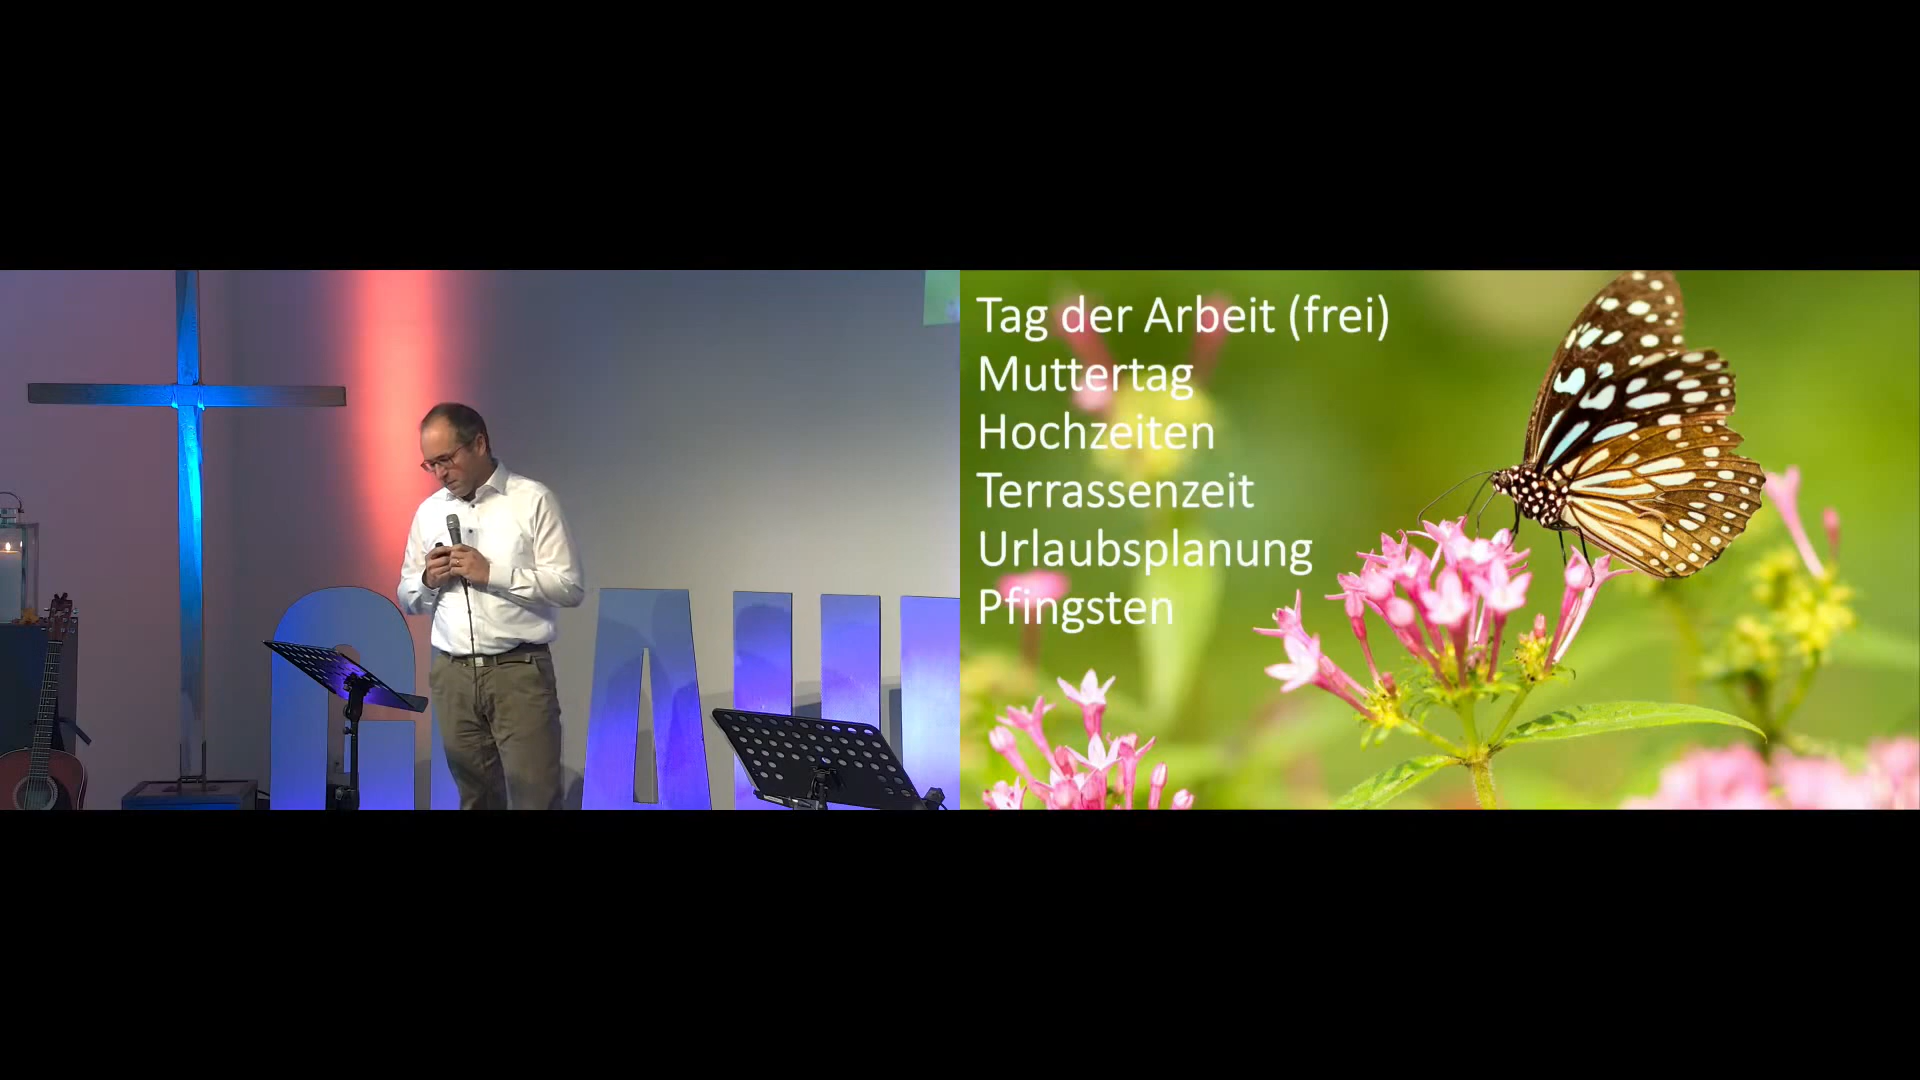 Tag der Arbeit (frei)
Muttertag
Hochzeiten
Terrassenzeit
Urlaubsplanung
Pfingsten